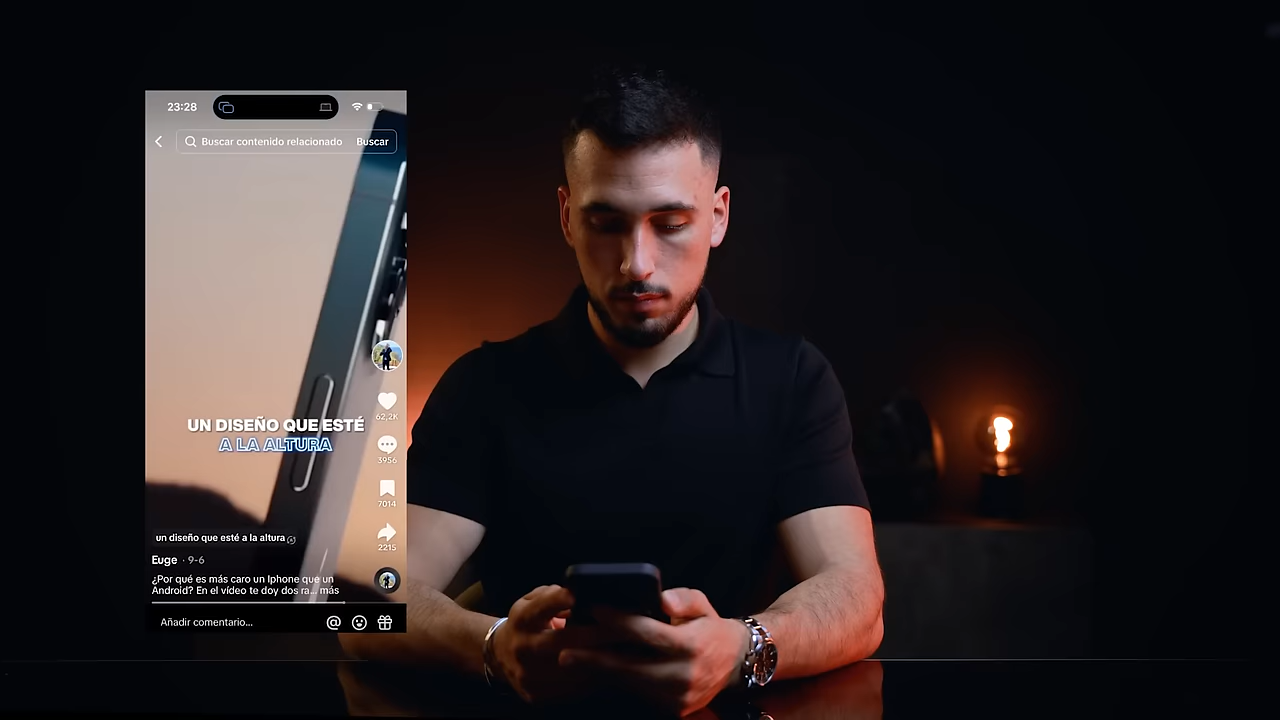 23:28
Buscar contenido relacionado Buscar
UN DISEÑO QUE ESTÉ
A LA ALTURA
62,2K
3956
7014
2215
un diseño que esté a la altura
Euge · 9-6
¿Por qué es más caro un Iphone que un
Android? En el vídeo te doy dos ra... más
Añadir comentario...